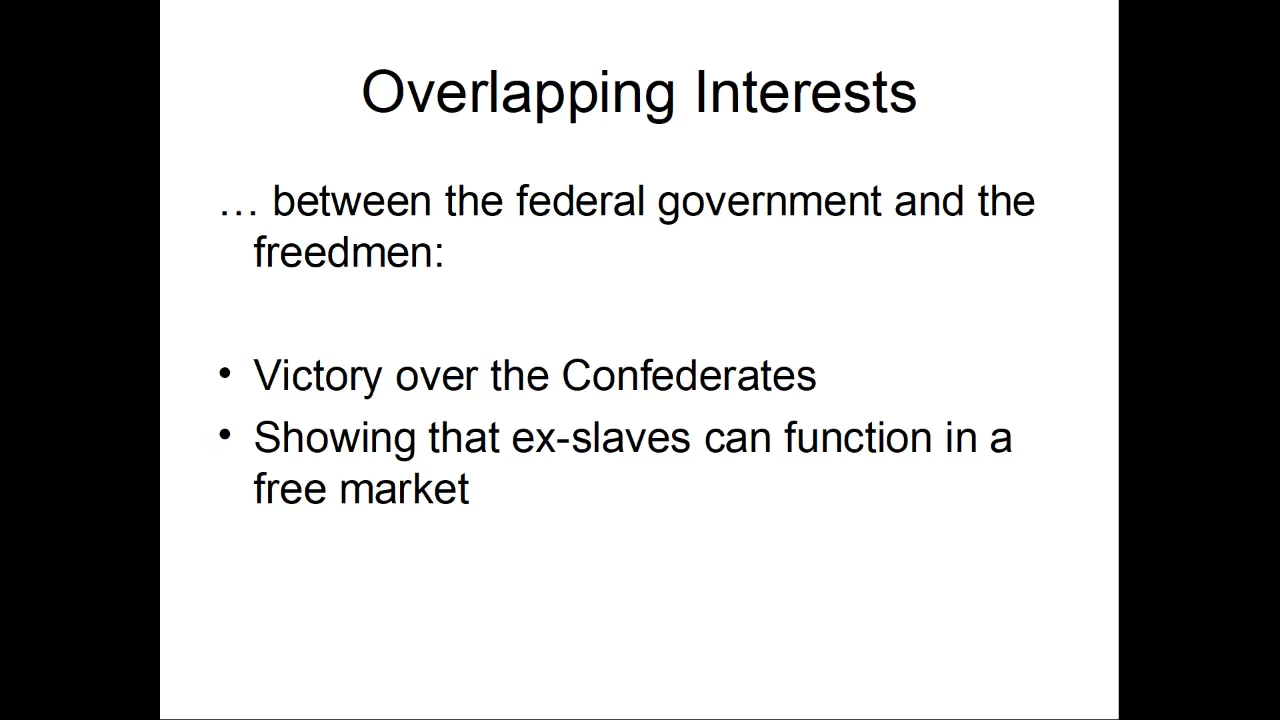 Overlapping Interests
… between the federal government and the
freedmen:
• Victory over the Confederates
• Showing that ex-slaves can function in a
free market